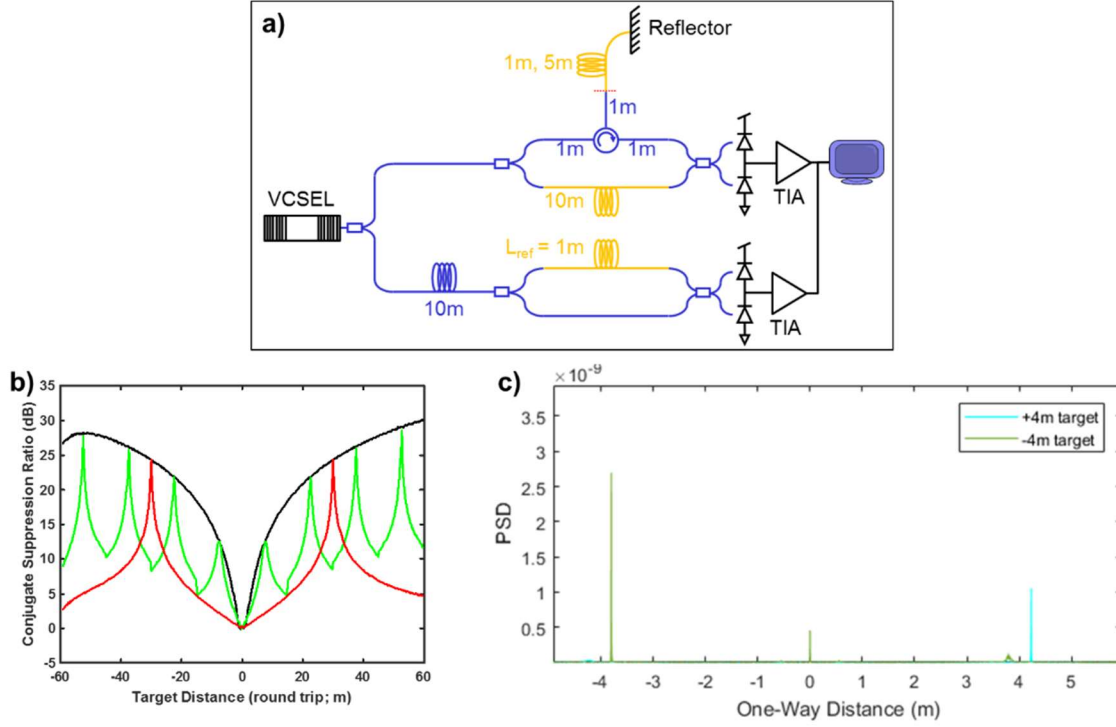 a)
Reflector
1m, 5m
1m
1m
1m
VCSEL
10m
TIA
L_ref = 1m
10m
TIA
b)
35
30
25
20
15
10
5
0
-5
Conjugate Suppression Ratio (dB)
-60
-40
-20
0
20
40
60
Target Distance (round trip; m)
c)
×10⁻⁹
3.5
3
2.5
2
1.5
1
0.5
PSD
+4m target
-4m target
-4
-3
-2
-1
0
1
2
3
4
5
One-Way Distance (m)